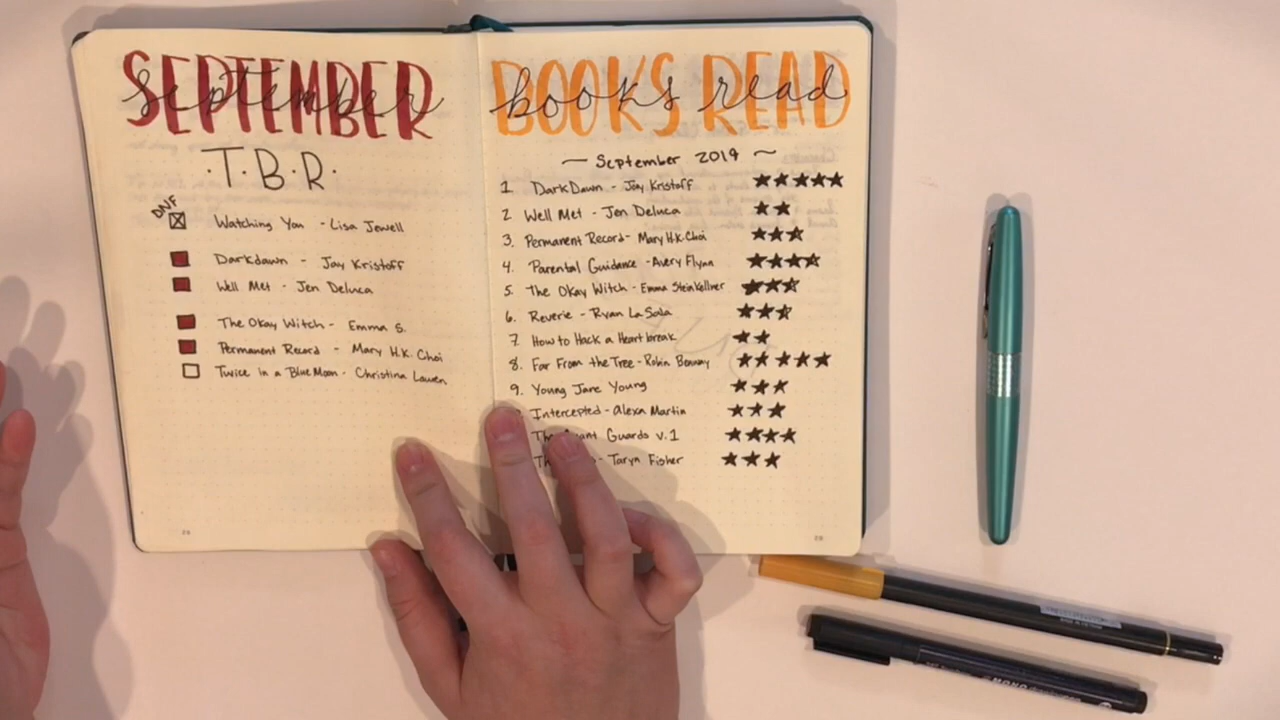 SEPTEMBER
september
T.B.R.
DNF
Watching You - Lisa Jewell
Darkdawn - Jay Kristoff
Well Met - Jen Deluca
The Okay Witch - Emma S.
Permanent Record - Mary H.K. Choi
Twice in a Blue Moon - Christina Lauren
BOOKS READ
books read
~ September 2019 ~
1. DarkDawn - Jay Kristoff ★★★★★
2. Well Met - Jen Deluca ★★
3. Permanent Record - Mary H.K. Choi ★★★
4. Parental Guidance - Avery Flynn ★★★★
5. The Okay Witch - Emma Steinkellner ★★★
6. Reverie - Ryan La Sala ★★★
7. How to Hack a Heartbreak ★★
8. Far From the Tree - Robin Benway ★★★★★
9. Young Jane Young ★★★
Intercepted - Alexa Martin ★★★
Guards v.1 ★★★★
Taryn Fisher ★★★
MONO